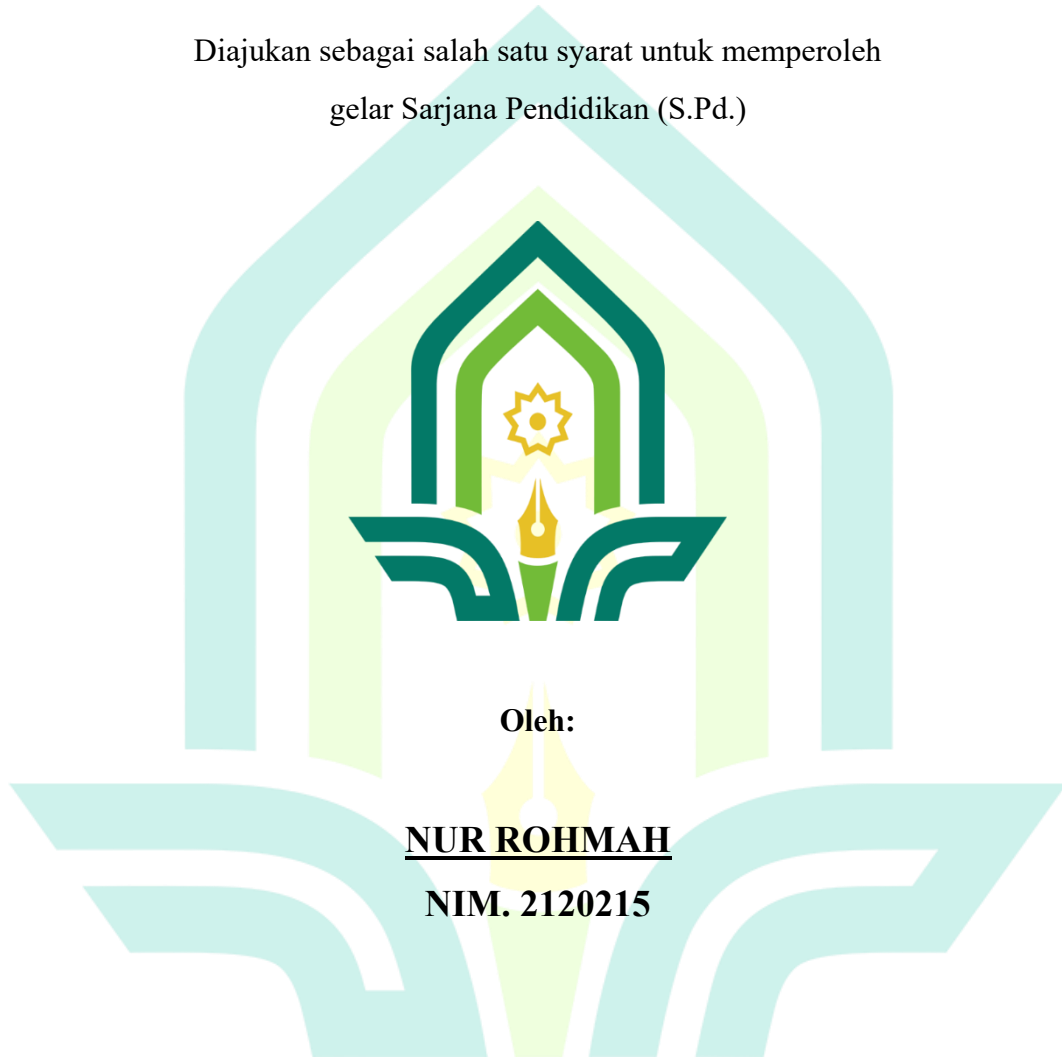 Diajukan sebagai salah satu syarat untuk memperoleh
gelar Sarjana Pendidikan (S.Pd.)
Oleh:
NUR ROHMAH
NIM. 2120215